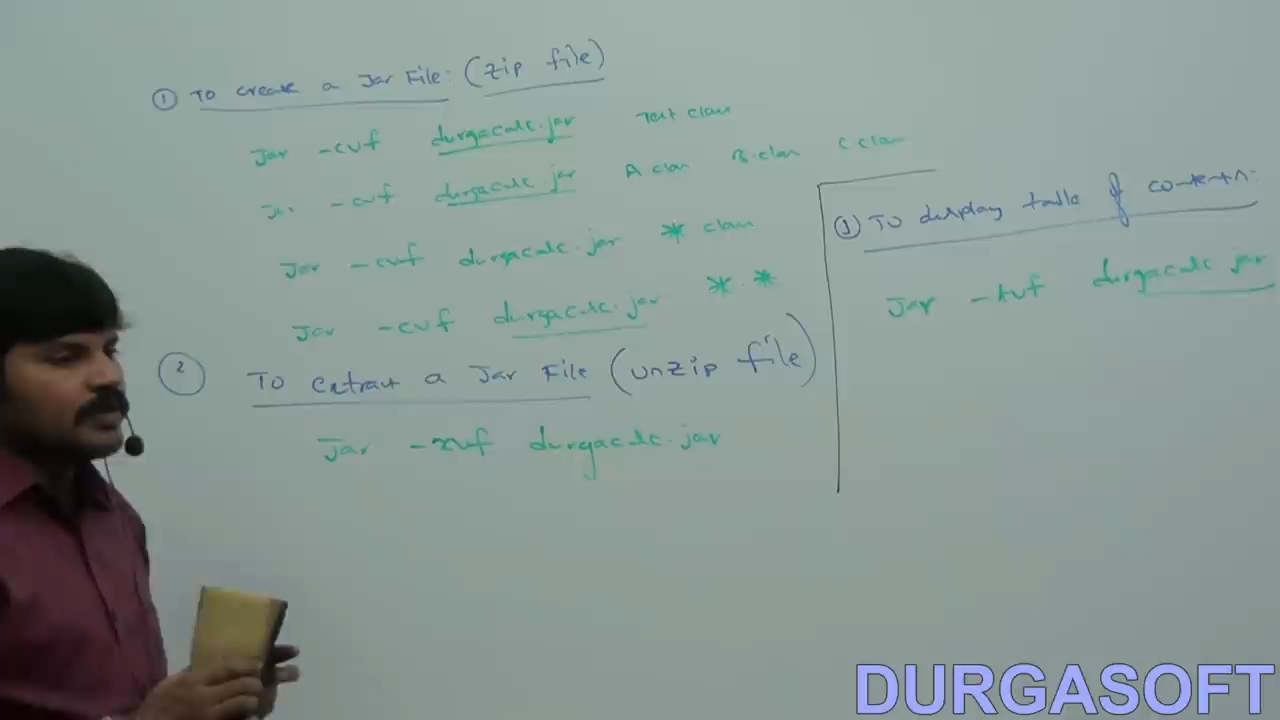 ① To create a Jar File: (zip file)
Jar -cvf durgacalc.jar Test class
Jar -cvf durgacalc.jar A class B.class C class
Jar -cvf durgacalc.jar * class
Jar -cvf durgacalc.jar *.*
② To extract a Jar File (unzip file)
Jar -xvf durgacalc.jar
③ To display table of contents:
Jar -tvf durgacalc.jar
DURGASOFT